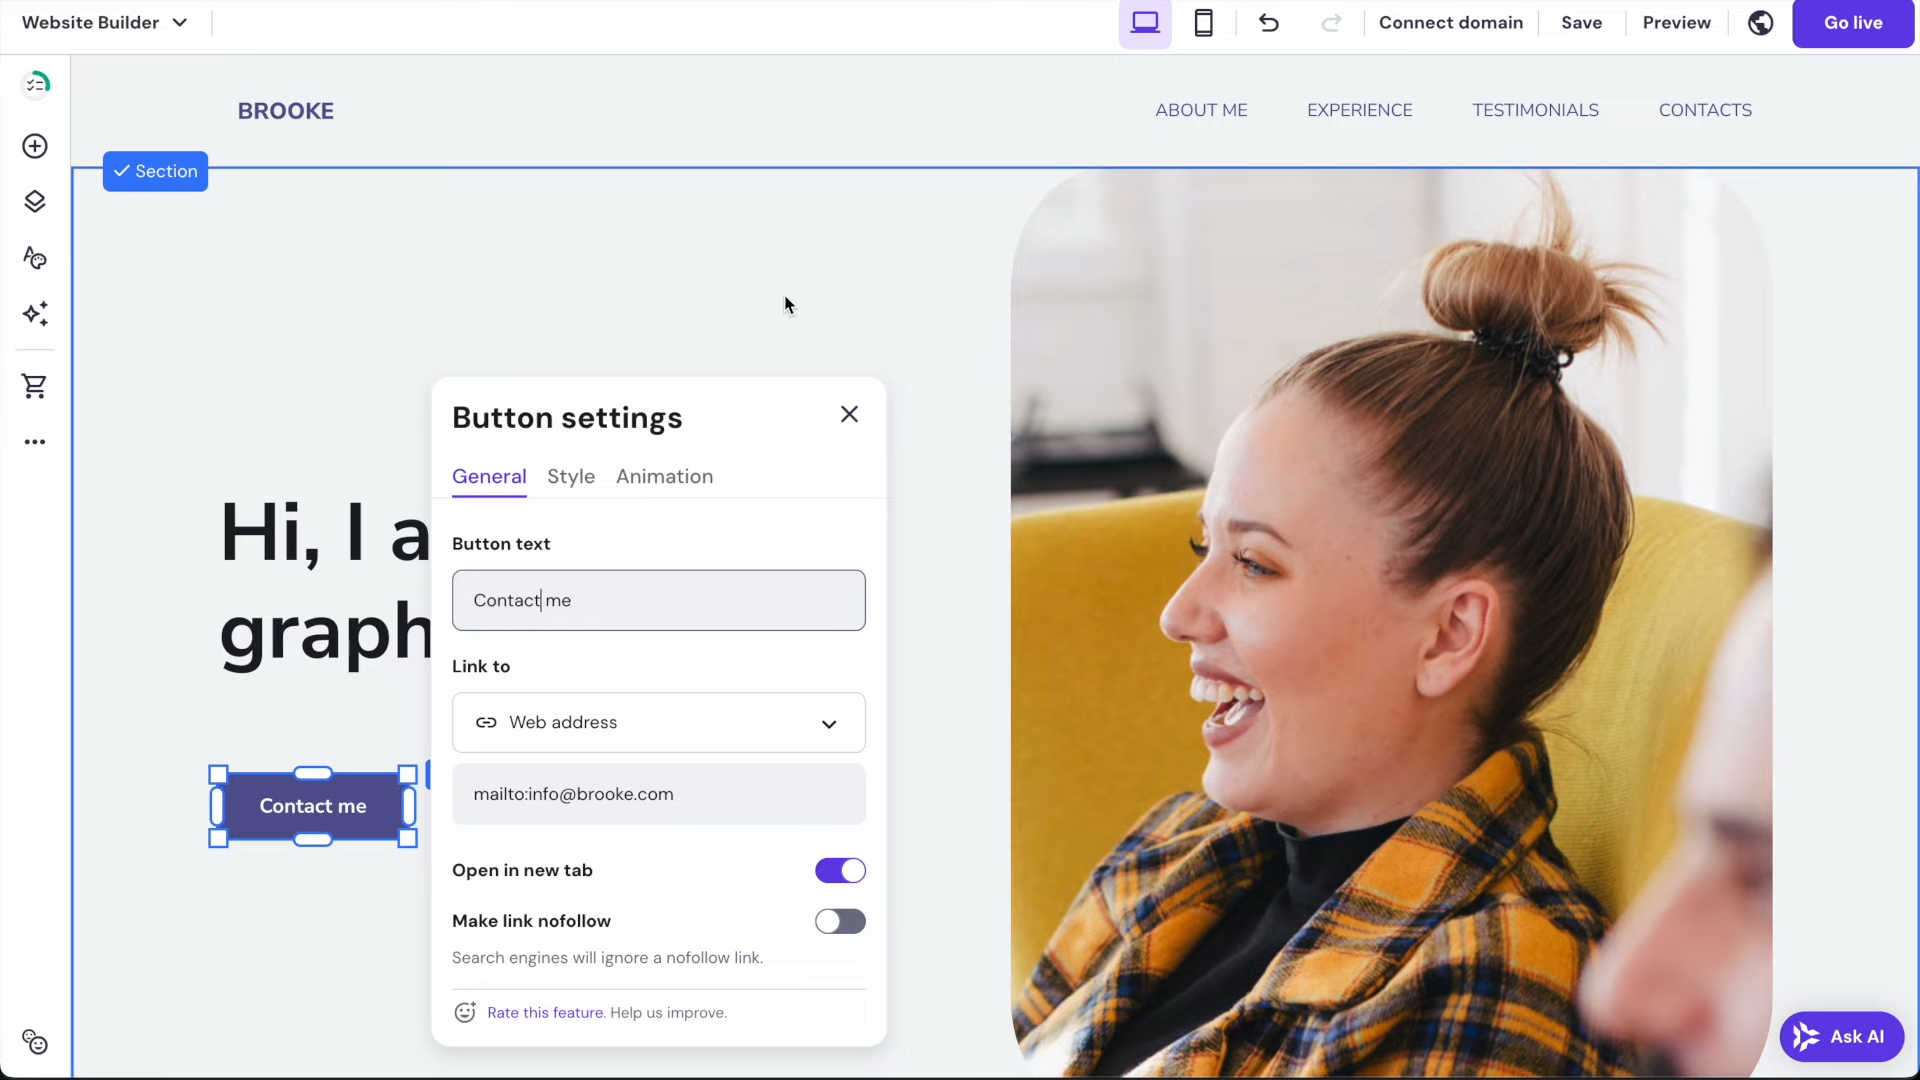 Website Builder
Connect domain
Save
Preview
Go live
BROOKE
ABOUT ME
EXPERIENCE
TESTIMONIALS
CONTACTS
Section
Hi, I a
graph
Contact me
Button settings
General
Style
Animation
Button text
Contact me
Link to
Web address
mailto:info@brooke.com
Open in new tab
Make link nofollow
Search engines will ignore a nofollow link.
Rate this feature. Help us improve.
Ask AI